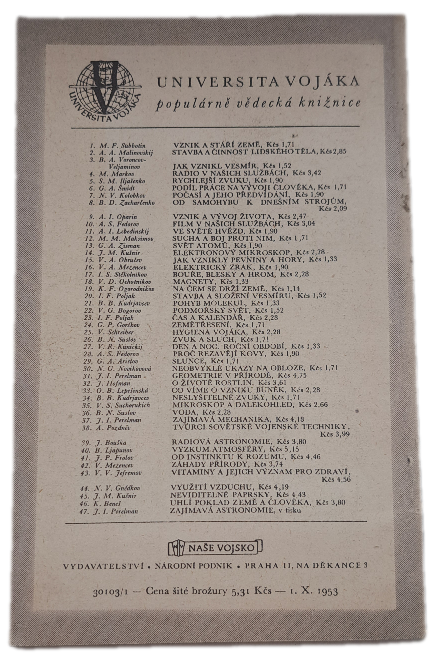 UV
UNIVERSITA VOJÁKA
UNIVERSITA VOJÁKA
populárně vědecká knižnice
1. M. F. Subbotin VZNIK A STÁŘÍ ZEMĚ, Kčs 1,71
2. A. A. Malinovskij STAVBA A ČINNOST LIDSKÉHO TĚLA, Kčs 2,85
3. B. A. Voroncov-
Veljaminov JAK VZNIKL VESMÍR, Kčs 1,52
4. M. Markov RADIO V NAŠICH SLUŽBÁCH, Kčs 3,42
5. S. M. Iljašenko RYCHLEJŠÍ ZVUKU, Kčs 1,90
6. G. A. Šmidt PODÍL PRÁCE NA VÝVOJI ČLOVĚKA, Kčs 1,71
7. N. V. Kolobkov POČASÍ A JEHO PŘEDVÍDÁNÍ, Kčs 1,90
8. B. D. Zacharčenko OD SAMOHYBU K DNEŠNÍM STROJŮM,
Kčs 2,09
9. A. I. Oparin VZNIK A VÝVOJ ŽIVOTA, Kčs 2,47
10. A. S. Fedorov FILM V NAŠICH SLUŽBÁCH, Kčs 3,04
11. A. I. Lebedinskij VE SVĚTĚ HVĚZD, Kčs 1,90
12. M. M. Maksimov SUCHA A BOJ PROTI NIM, Kčs 1,71
13. G. A. Zisman SVĚT ATOMŮ, Kčs 1,90
14. J. M. Kušnir ELEKTRONOVÝ MIKROSKOP, Kčs 2,28
15. V. A. Obručev JAK VZNIKLY PEVNINY A HORY, Kčs 1,33
16. V. A. Mezencev ELEKTRICKÝ ZRAK, Kčs 1,90
17. I. S. Stěkolnikov BOUŘE, BLESKY A HROM, Kčs 2,28
18. V. D. Ochotnikov MAGNETY, Kčs 1,33
19. K. F. Ogorodnikov NA ČEM SE DRŽÍ ZEMĚ, Kčs 1,14
20. I. F. Poljak STAVBA A SLOŽENÍ VESMÍRU, Kčs 1,52
21. B. B. Kudrjavcev POHYB MOLEKUL, Kčs 1,33
22. V. G. Bogorov PODMOŘSKÝ SVĚT, Kčs 1,52
23. I. F. Poljak ČAS A KALENDÁŘ, Kčs 2,28
24. G. P. Gorškov ZEMĚTŘESENÍ, Kčs 1,71
25. V. Schreiber HYGIENA VOJÁKA, Kčs 2,28
26. B. N. Suslov ZVUK A SLUCH, Kčs 1,71
27. V. R. Kunickij DEN A NOC. ROČNÍ OBDOBÍ, Kčs 1,33
28. A. S. Fedorov PROČ REZAVĚJÍ KOVY, Kčs 1,90
29. G. A. Aristov SLUNCE, Kčs 1,71
30. N. G. Novikovová NEOBVYKLÉ ÚKAZY NA OBLOZE, Kčs 1,71
31. J. I. Perelman GEOMETRIE V PŘÍRODĚ, Kčs 4,75
32. J. Hofman O ŽIVOTĚ ROSTLIN, Kčs 3,61
33. O. B. Lepešinská CO VÍME O VZNIKU BUNĚK, Kčs 2,28
34. B. B. Kudrjavcev NESLYŠITELNÉ ZVUKY, Kčs 1,71
35. V. S. Sucharukich MIKROSKOP A DALEKOHLED, Kčs 2,66
36. B. N. Suslov VODA, Kčs 2,28
37. J. I. Perelman ZAJÍMAVÁ MECHANIKA, Kčs 4,18
38. A. Pozděv TVŮRCI SOVĚTSKÉ VOJENSKÉ TECHNIKY,
Kčs 3,99
39. J. Bouška RADIOVÁ ASTRONOMIE, Kčs 3,80
40. B. Ljapunov VÝZKUM ATMOSFÉRY, Kčs 5,15
41. J. P. Frolov OD INSTINKTU K ROZUMU, Kčs 4,46
42. V. Mezencev ZÁHADY PŘÍRODY, Kčs 3,74
43. V. V. Jefremov VITAMINY A JEJICH VÝZNAM PRO ZDRAVÍ,
Kčs 4,56
44. N. V. Gnědkov VYUŽITÍ VZDUCHU, Kčs 4,19
45. J. M. Kušnir NEVIDITELNÉ PAPRSKY, Kčs 4,43
46. K. Beneš UHLÍ POKLAD ZEMĚ A ČLOVĚKA, Kčs 3,80
47. J. I. Perelman ZAJÍMAVÁ ASTRONOMIE, v tisku
NAŠE VOJSKO
VYDAVATELSTVÍ • NÁRODNÍ PODNIK • PRAHA II, NA DĚKANCE 3
30103/1 — Cena šité brožury 5,31 Kčs — 1. X. 1953